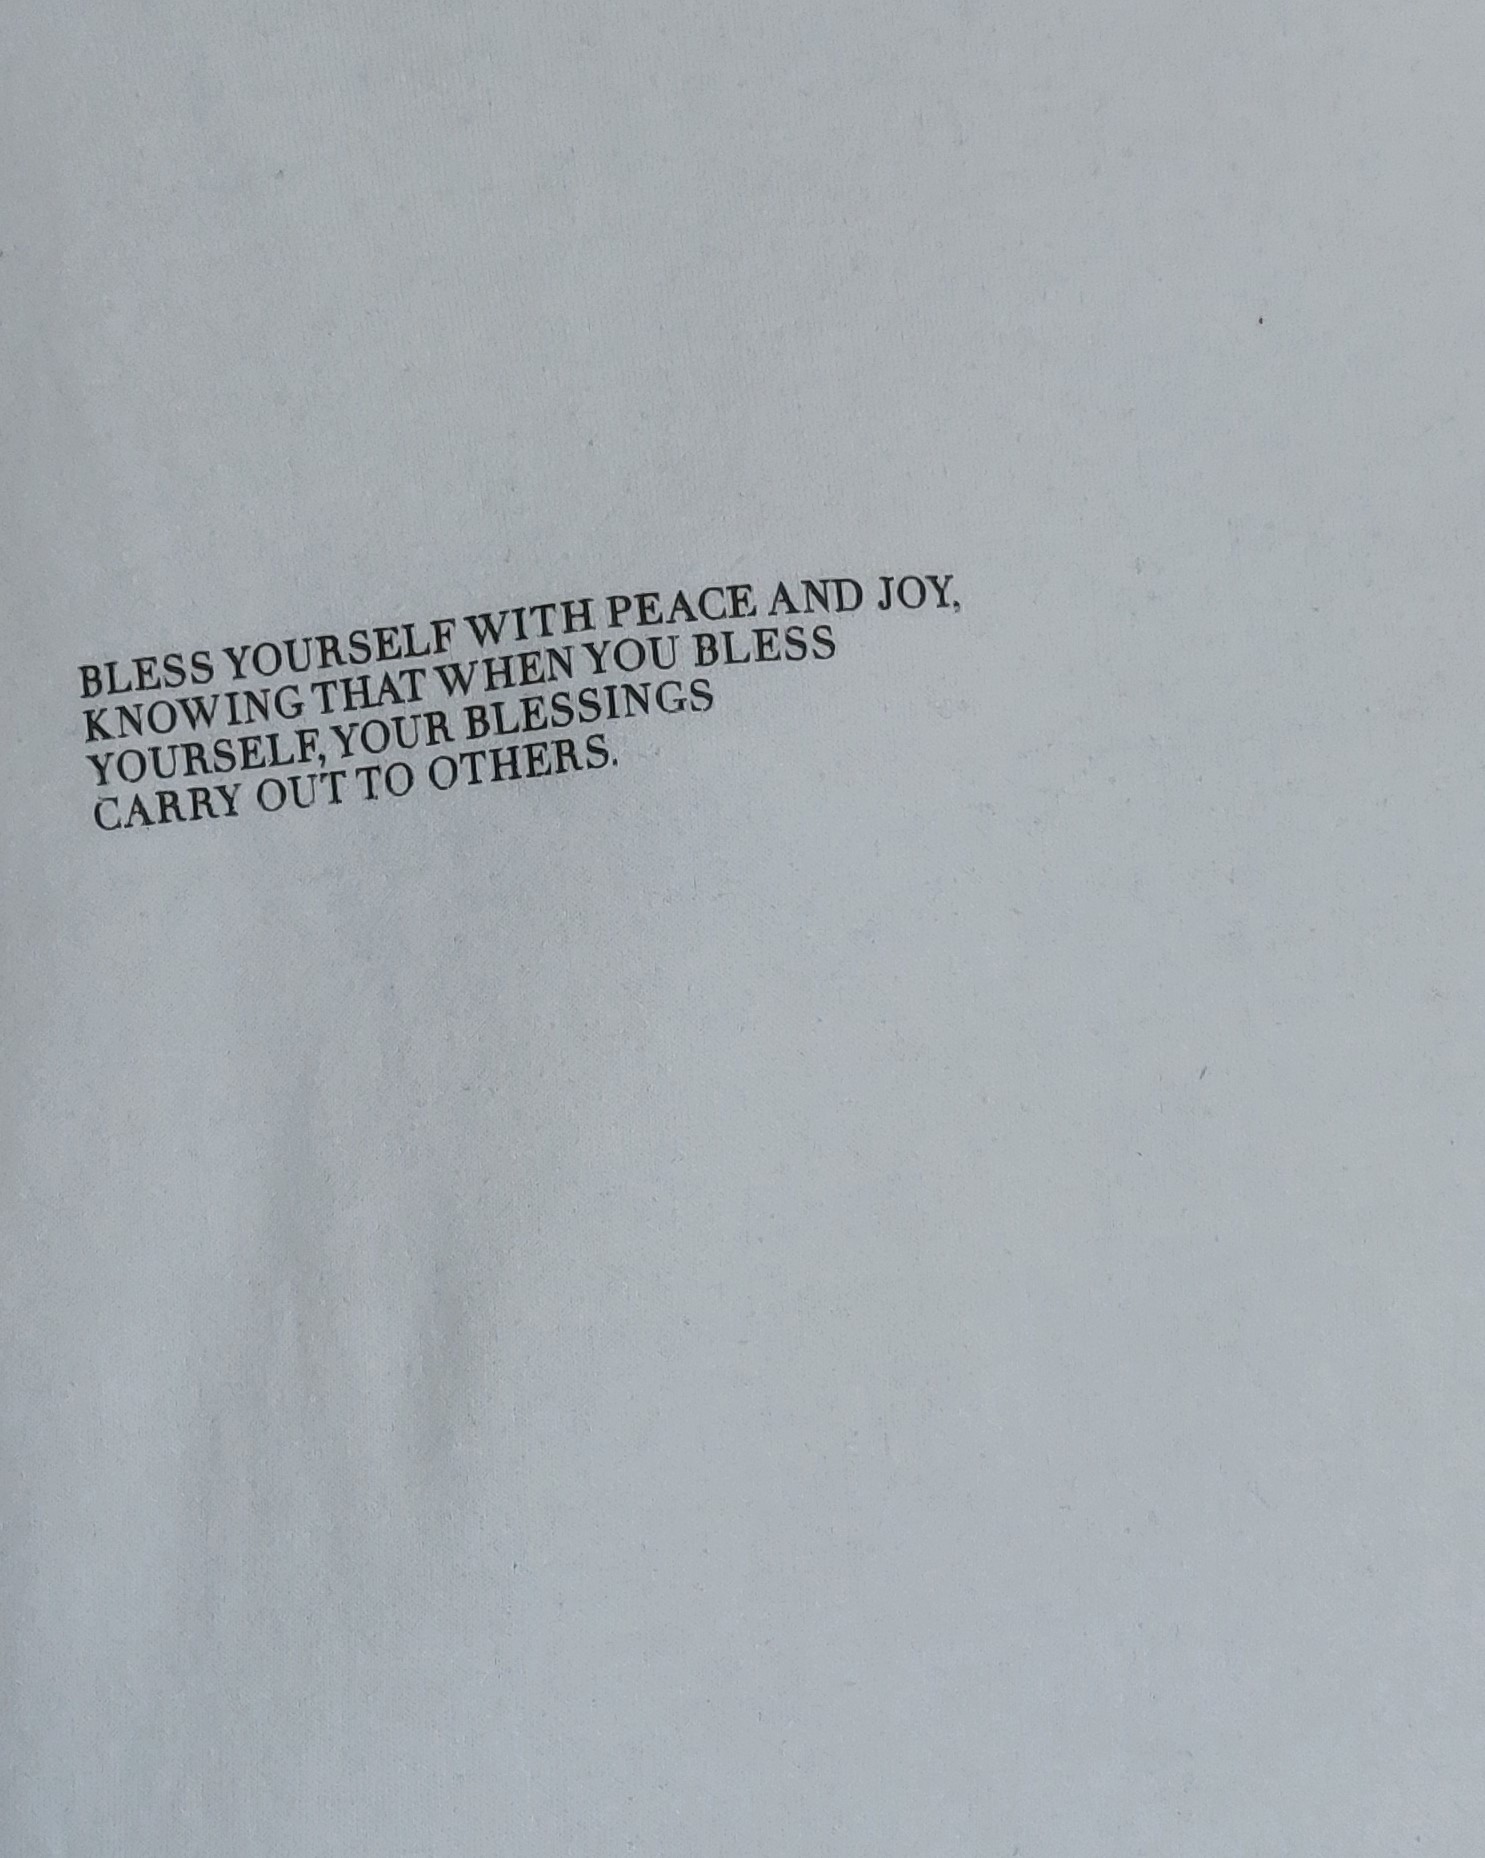 BLESS YOURSELF WITH PEACE AND JOY,
KNOWING THAT WHEN YOU BLESS
YOURSELF, YOUR BLESSINGS
CARRY OUT TO OTHERS.